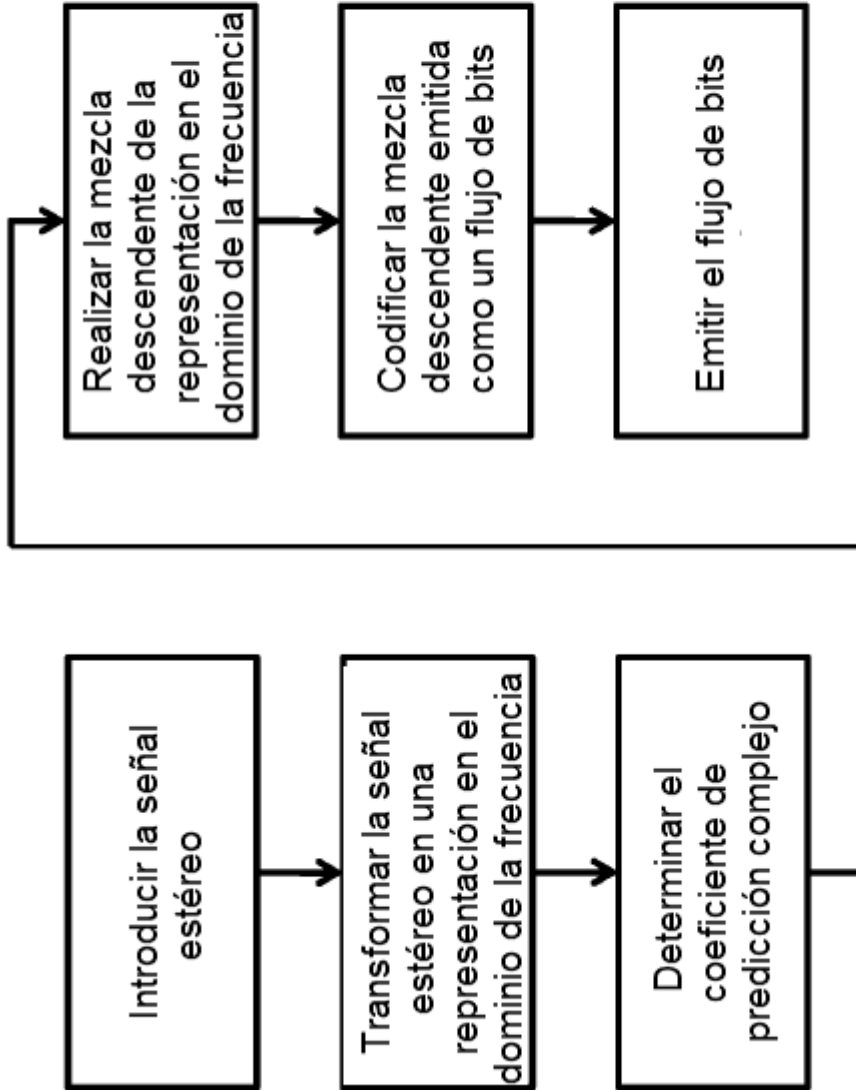 Introducir la señal
estéreo
Transformar la señal
estéreo en una
representación en el
dominio de la frecuencia
Determinar el
coeficiente de
predicción complejo
Realizar la mezcla
descendente de la
representación en el
dominio de la frecuencia
Codificar la mezcla
descendente emitida
como un flujo de bits
Emitir el flujo de bits